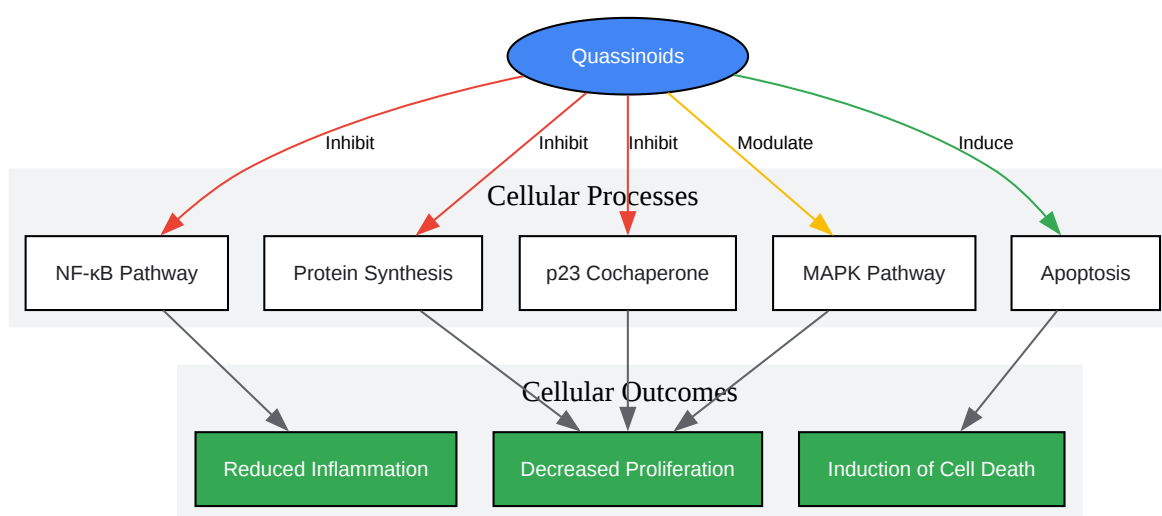 Quassinoids
Inhibit
Inhibit
Inhibit
Modulate
Induce
Cellular Processes
NF-κB Pathway
Protein Synthesis
p23 Cochaperone
MAPK Pathway
Apoptosis
Cellular Outcomes
Reduced Inflammation
Decreased Proliferation
Induction of Cell Death